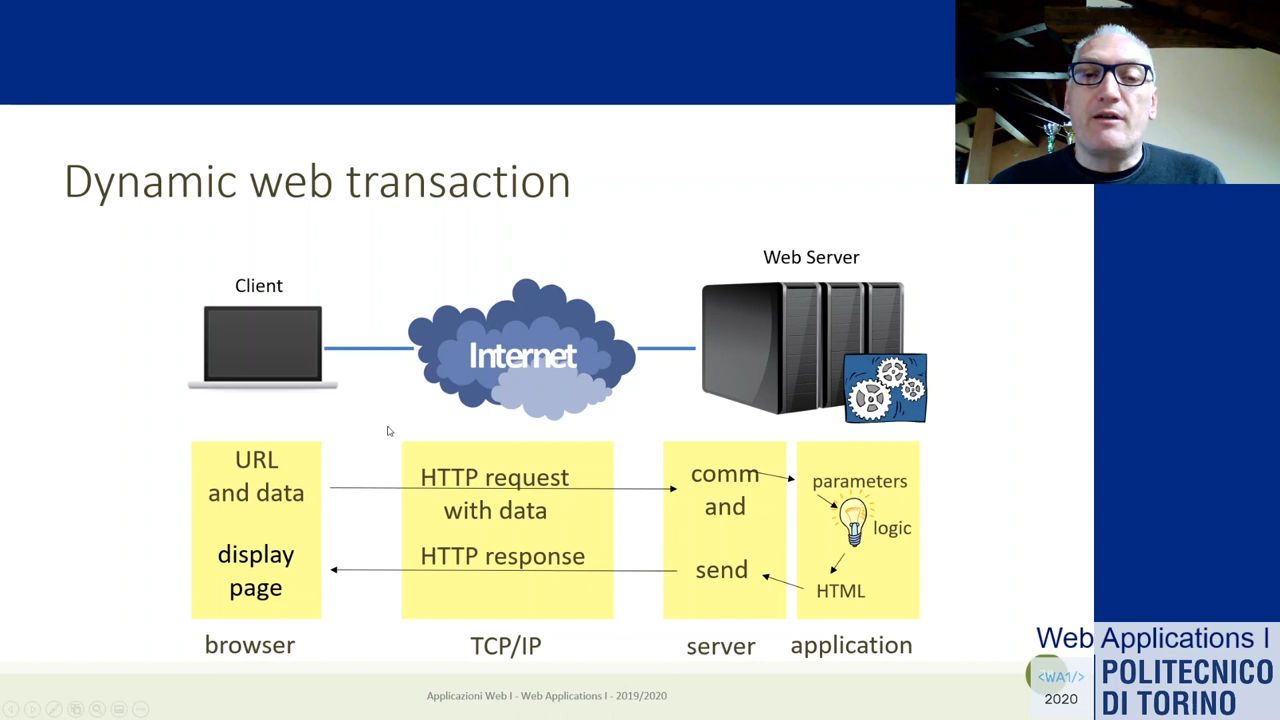 Dynamic web transaction
Client
Web Server
Internet
URL
and data
HTTP request
with data
comm
and
parameters
logic
display
page
HTTP response
send
HTML
browser
TCP/IP
server
application
Applicazioni Web I - Web Applications I - 2019/2020
Web Applications I
<WA1/>
2020
POLITECNICO
DI TORINO